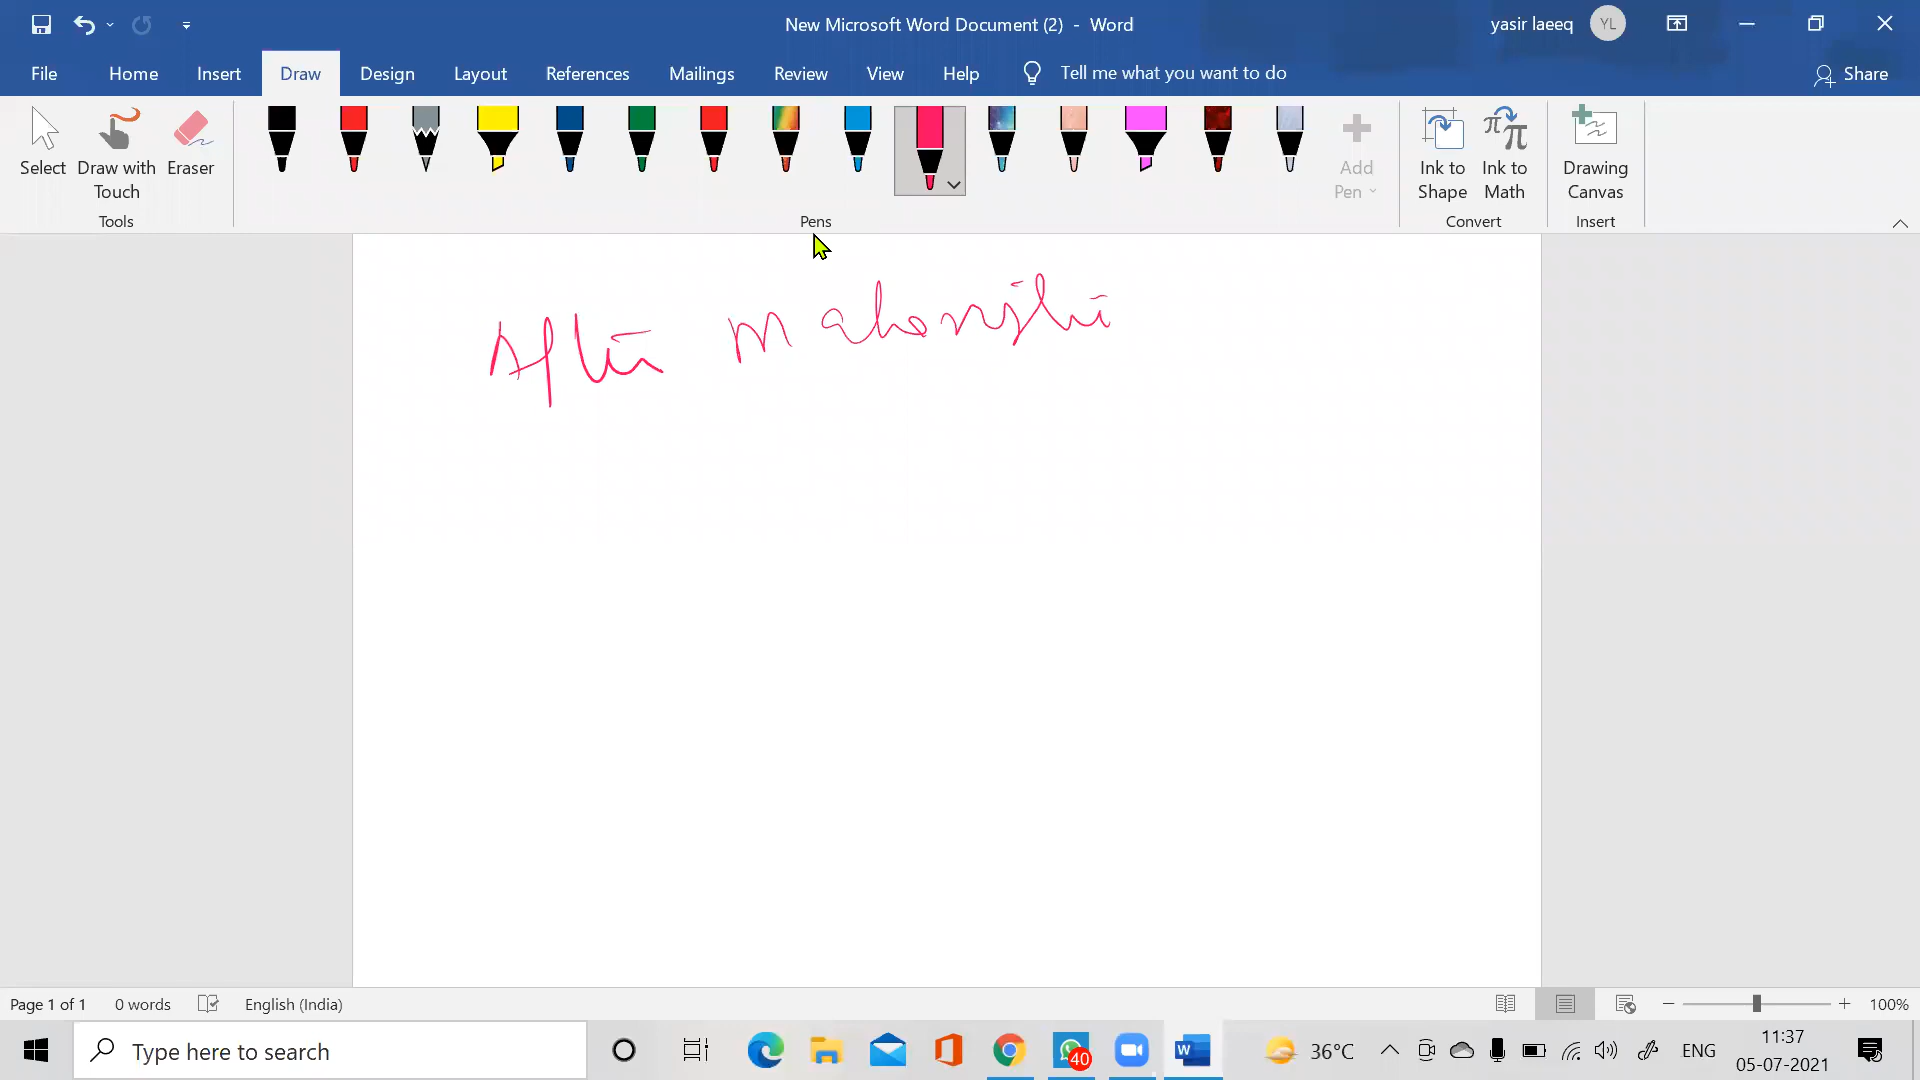 New Microsoft Word Document (2) - Word
yasir laeeq YL
File Home Insert Draw Design Layout References Mailings Review View Help Tell me what you want to do Share
Select Draw with Touch Eraser
Add Pen
Ink to Shape Ink to Math Drawing Canvas
Tools Pens Convert Insert
After
Page 1 of 1 0 words English (India) 100%
Type here to search 40 W 36°C ENG 11:37
05-07-2021